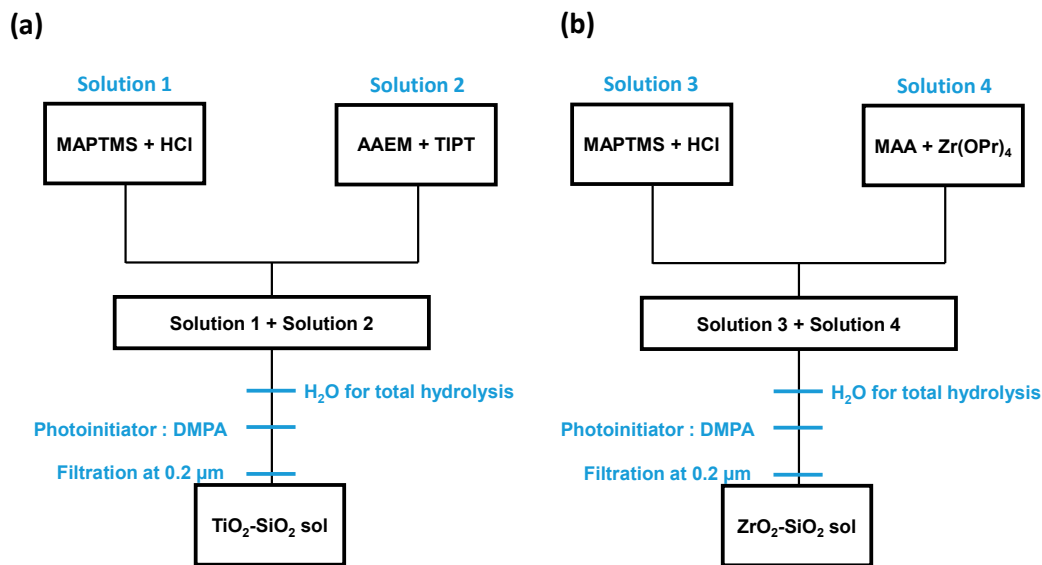 (a)
Solution 1
Solution 2
MAPTMS + HCl
AAEM + TIPT
Solution 1 + Solution 2
H₂O for total hydrolysis
Photoinitiator : DMPA
Filtration at 0.2 µm
TiO₂-SiO₂ sol
(b)
Solution 3
Solution 4
MAPTMS + HCl
MAA + Zr(OPr)₄
Solution 3 + Solution 4
H₂O for total hydrolysis
Photoinitiator : DMPA
Filtration at 0.2 µm
ZrO₂-SiO₂ sol